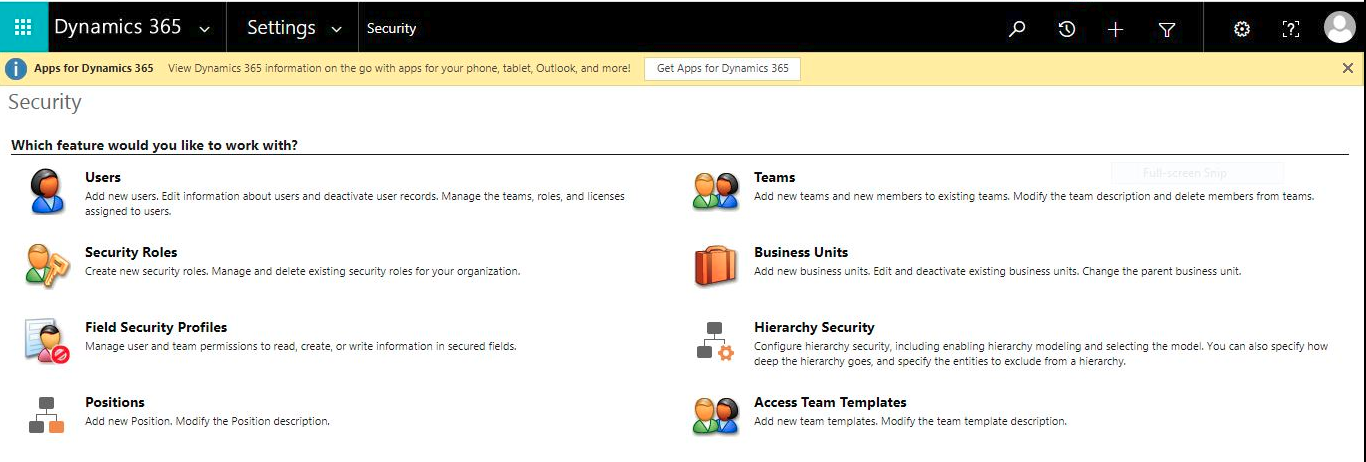 Dynamics 365 Settings Security
Apps for Dynamics 365 View Dynamics 365 information on the go with apps for your phone, tablet, Outlook, and more! Get Apps for Dynamics 365
Security
Which feature would you like to work with?
Users
Add new users. Edit information about users and deactivate user records. Manage the teams, roles, and licenses
assigned to users.
Teams
Add new teams and new members to existing teams. Modify the team description and delete members from teams.
Full-screen Snip
Security Roles
Create new security roles. Manage and delete existing security roles for your organization.
Business Units
Add new business units. Edit and deactivate existing business units. Change the parent business unit.
Field Security Profiles
Manage user and team permissions to read, create, or write information in secured fields.
Hierarchy Security
Configure hierarchy security, including enabling hierarchy modeling and selecting the model. You can also specify how
deep the hierarchy goes, and specify the entities to exclude from a hierarchy.
Positions
Add new Position. Modify the Position description.
Access Team Templates
Add new team templates. Modify the team template description.